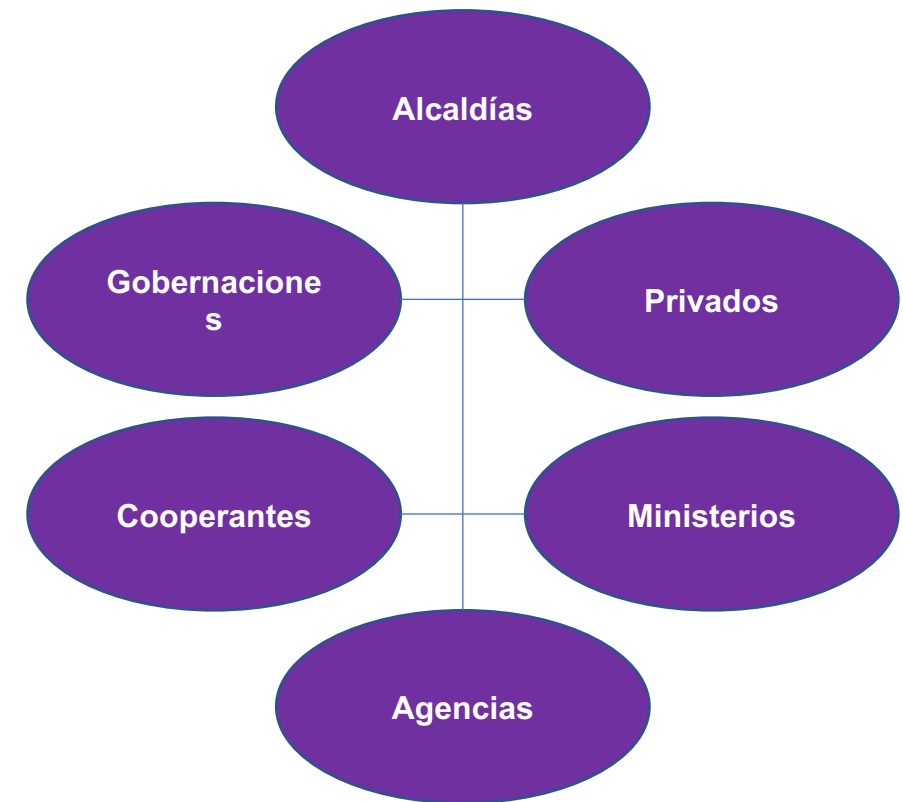 Alcaldías
Gobernacione
s
Privados
Cooperantes
Ministerios
Agencias